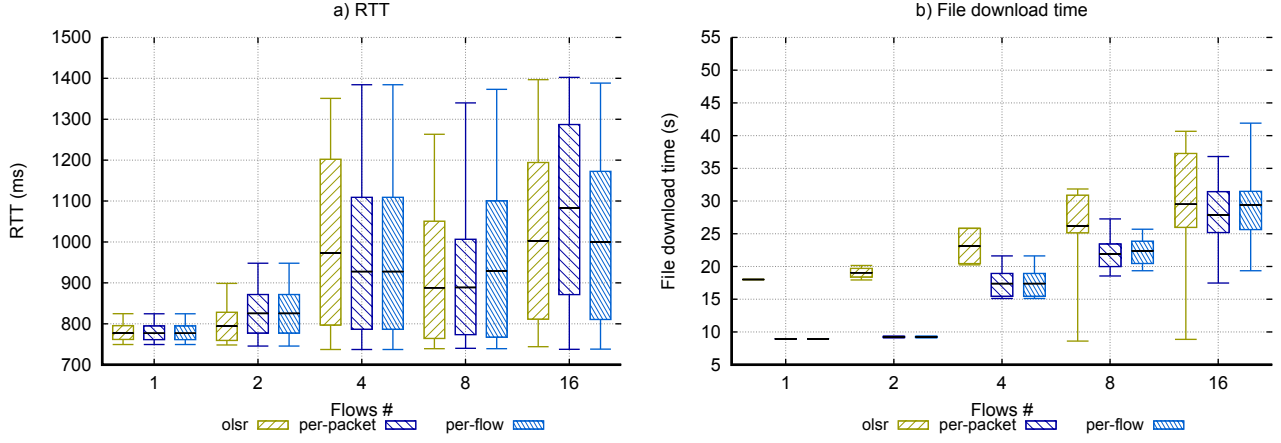 a) RTT
1500
1400
1300
1200
1100
1000
900
800
700
RTT (ms)
1 2 4 8 16
Flows #
olsr per-packet per-flow
b) File download time
55
50
45
40
35
30
25
20
15
10
5
File download time (s)
1 2 4 8 16
Flows #
olsr per-packet per-flow